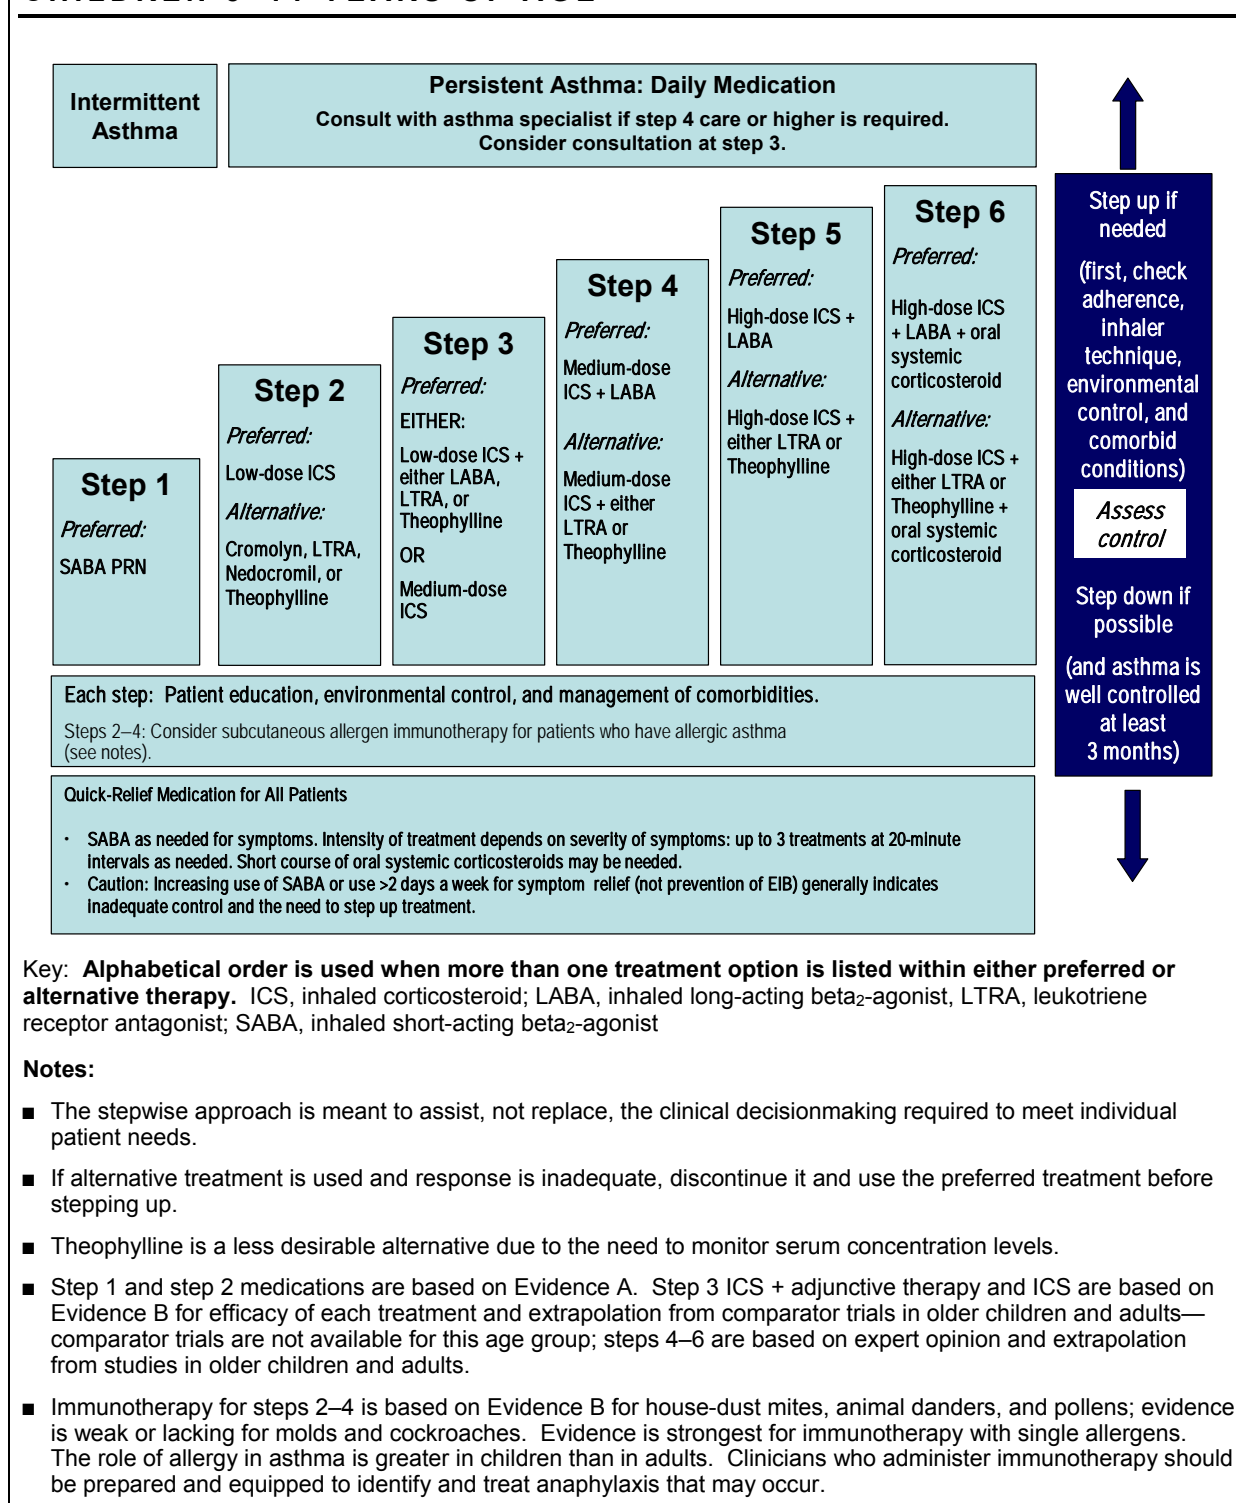 Intermittent
Asthma
Persistent Asthma: Daily Medication
Consult with asthma specialist if step 4 care or higher is required.
Consider consultation at step 3.
Step 1
Preferred:
SABA PRN
Step 2
Preferred:
Low-dose ICS
Alternative:
Cromolyn, LTRA,
Nedocromil, or
Theophylline
Step 3
Preferred:
EITHER:
Low-dose ICS +
either LABA,
LTRA, or
Theophylline
OR
Medium-dose
ICS
Step 4
Preferred:
Medium-dose
ICS + LABA
Alternative:
Medium-dose
ICS + either
LTRA or
Theophylline
Step 5
Preferred:
High-dose ICS +
LABA
Alternative:
High-dose ICS +
either LTRA or
Theophylline
Step 6
Preferred:
High-dose ICS
+ LABA + oral
systemic
corticosteroid
Alternative:
High-dose ICS +
either LTRA or
Theophylline +
oral systemic
corticosteroid
Step up if
needed
(first, check
adherence,
inhaler
technique,
environmental
control, and
comorbid
conditions)
Assess
control
Step down if
possible
(and asthma is
well controlled
at least
3 months)
Each step: Patient education, environmental control, and management of comorbidities.
Steps 2–4: Consider subcutaneous allergen immunotherapy for patients who have allergic asthma
(see notes).
Quick-Relief Medication for All Patients
• SABA as needed for symptoms. Intensity of treatment depends on severity of symptoms: up to 3 treatments at 20-minute
intervals as needed. Short course of oral systemic corticosteroids may be needed.
• Caution: Increasing use of SABA or use >2 days a week for symptom relief (not prevention of EIB) generally indicates
inadequate control and the need to step up treatment.
Key: Alphabetical order is used when more than one treatment option is listed within either preferred or
alternative therapy. ICS, inhaled corticosteroid; LABA, inhaled long-acting beta₂-agonist, LTRA, leukotriene
receptor antagonist; SABA, inhaled short-acting beta₂-agonist
Notes:
■ The stepwise approach is meant to assist, not replace, the clinical decisionmaking required to meet individual
patient needs.
■ If alternative treatment is used and response is inadequate, discontinue it and use the preferred treatment before
stepping up.
■ Theophylline is a less desirable alternative due to the need to monitor serum concentration levels.
■ Step 1 and step 2 medications are based on Evidence A. Step 3 ICS + adjunctive therapy and ICS are based on
Evidence B for efficacy of each treatment and extrapolation from comparator trials in older children and adults—
comparator trials are not available for this age group; steps 4–6 are based on expert opinion and extrapolation
from studies in older children and adults.
■ Immunotherapy for steps 2–4 is based on Evidence B for house-dust mites, animal danders, and pollens; evidence
is weak or lacking for molds and cockroaches. Evidence is strongest for immunotherapy with single allergens.
The role of allergy in asthma is greater in children than in adults. Clinicians who administer immunotherapy should
be prepared and equipped to identify and treat anaphylaxis that may occur.